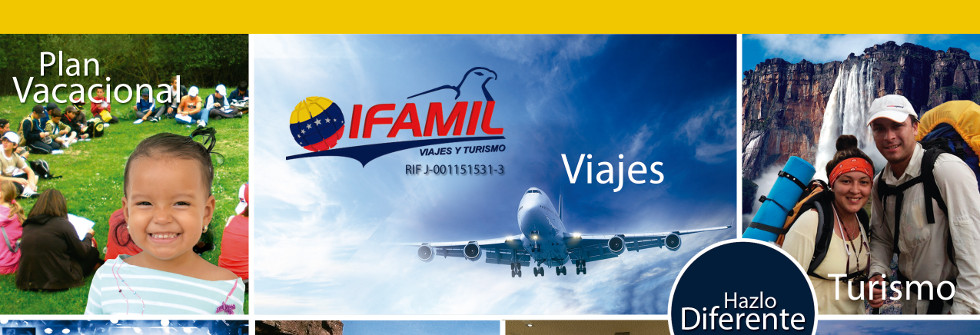 Plan
Vacacional
IFAMIL
VIAJES Y TURISMO
RIF J-001151531-3
Viajes
Turismo
Hazlo
Diferente